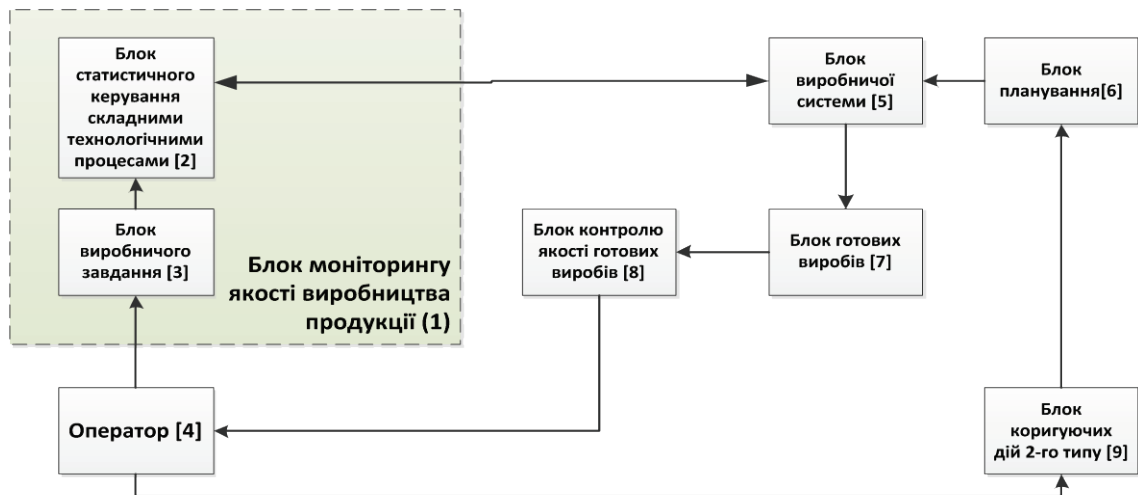 Блок
статистичного
керування
складними
технологічними
процесами [2]
Блок
виробничої
системи [5]
Блок
планування[6]
Блок
виробничого
завдання [3]
Блок контролю
якості готових
виробів [8]
Блок готових
виробів [7]
Блок моніторингу
якості виробництва
продукції (1)
Оператор [4]
Блок
коригуючих
дій 2-го типу [9]